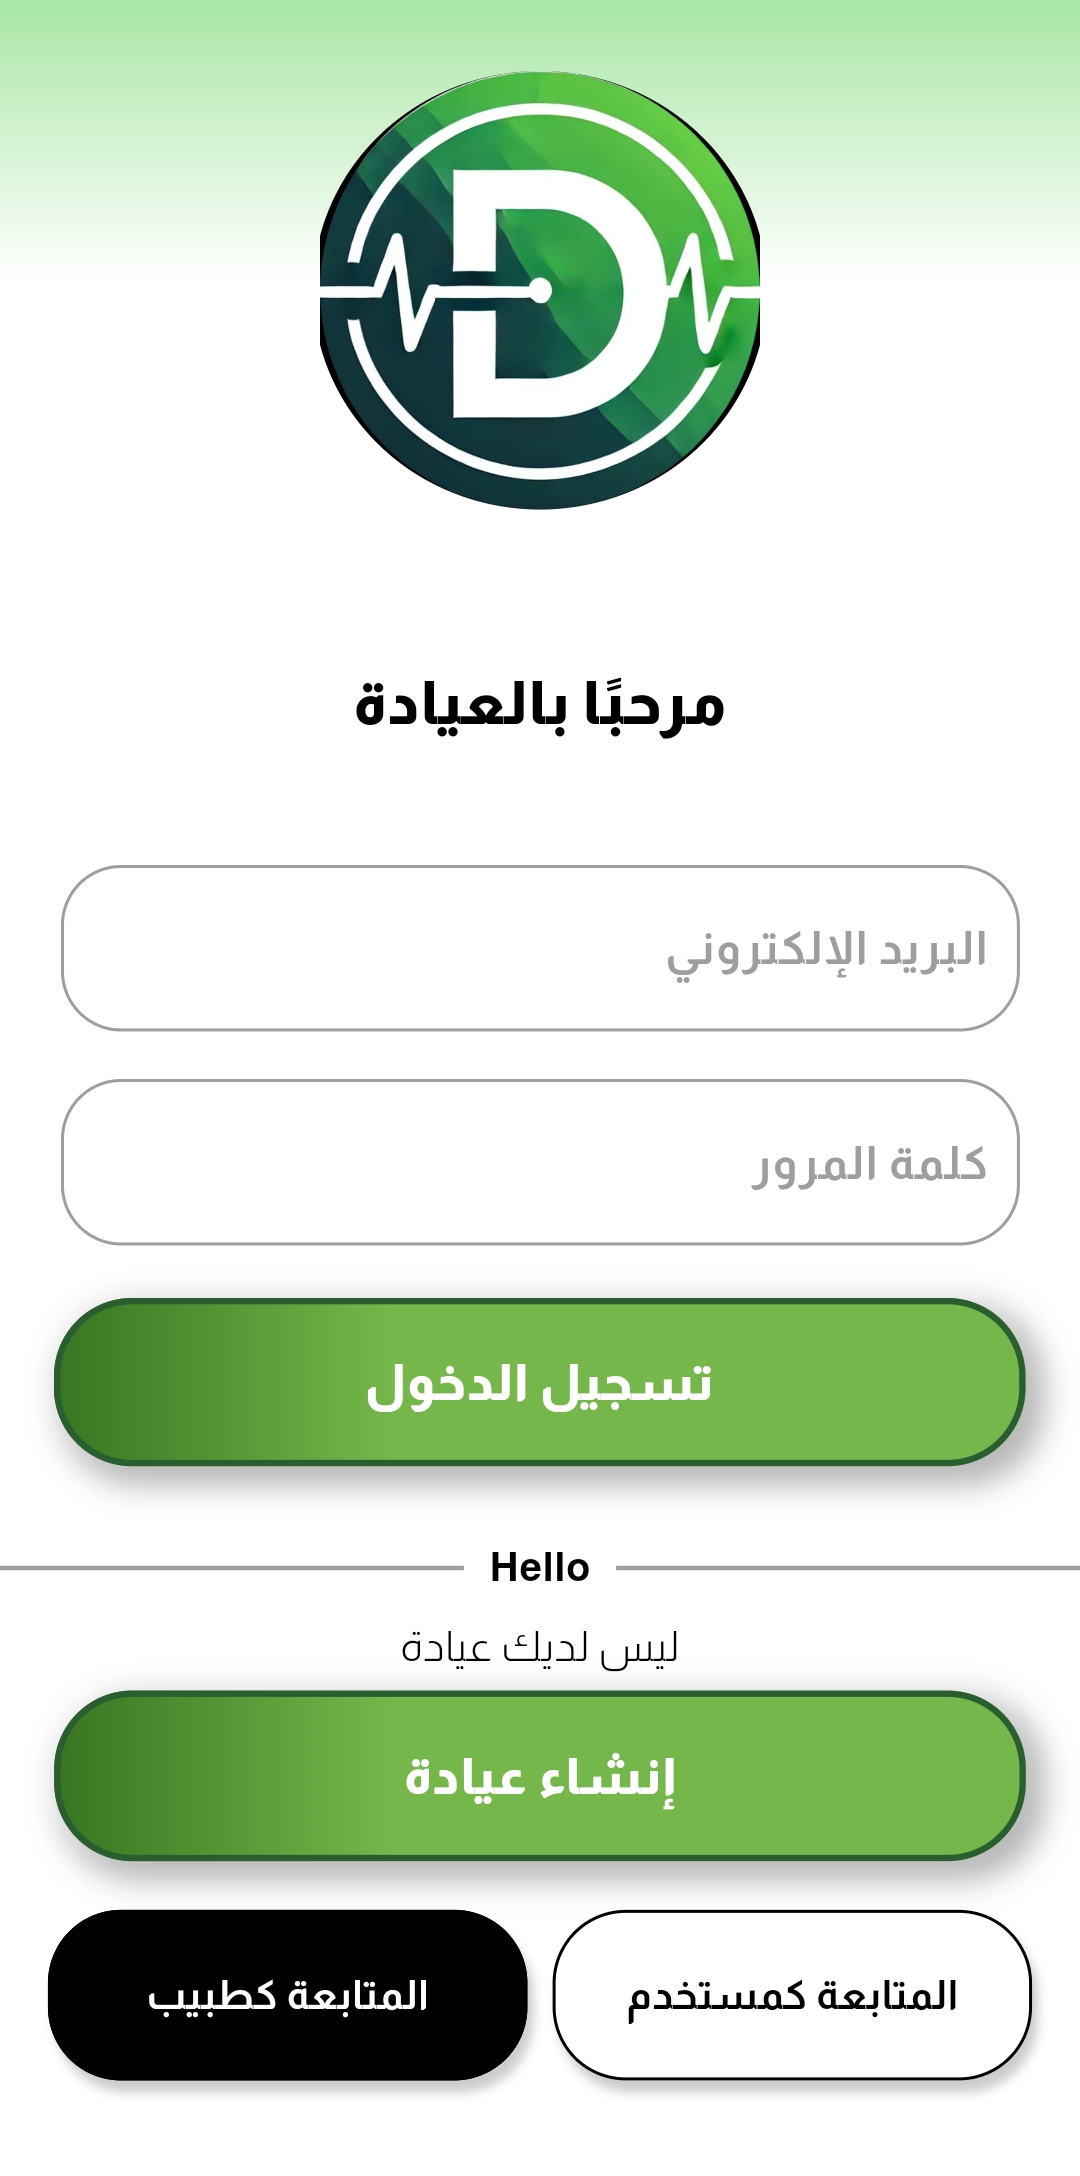 D
مرحبًا بالعيادة
البريد الإلكتروني
كلمة المرور
تسجيل الدخول
Hello
ليس لديك عيادة
إنشاء عيادة
المتابعة كمستخدم
المتابعة كطبيب